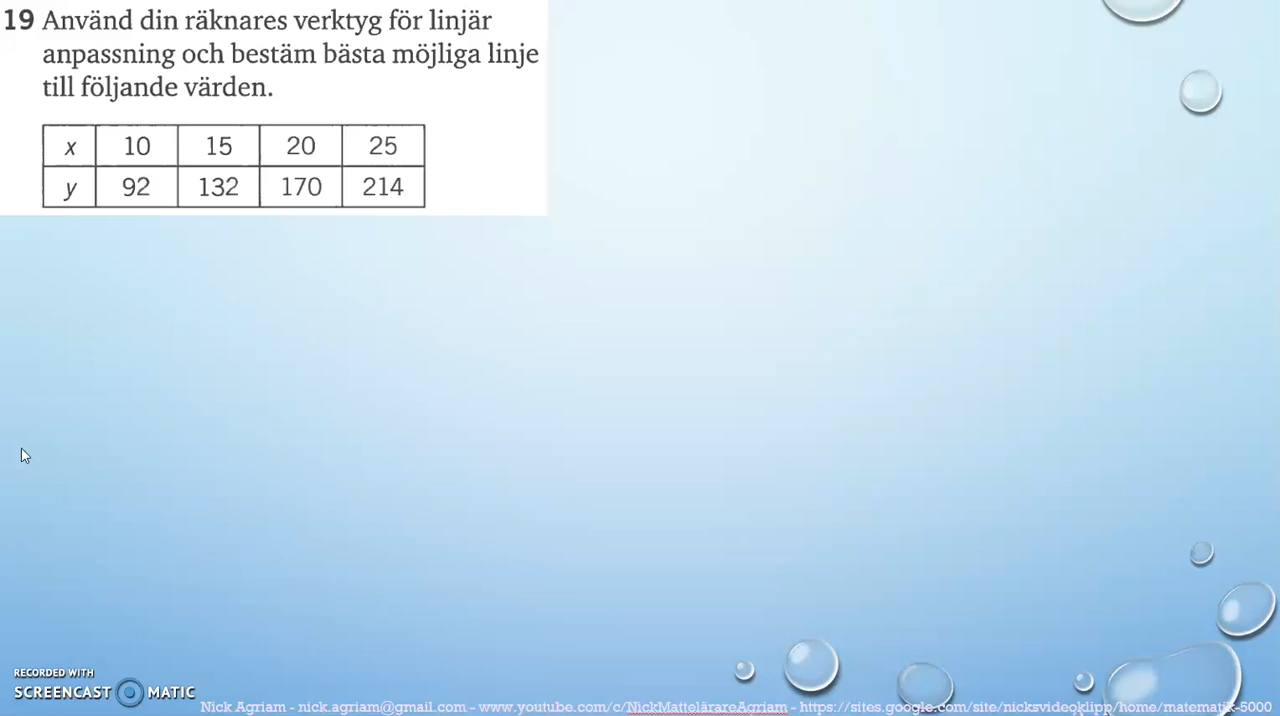 19 Använd din räknares verktyg för linjär
anpassning och bestäm bästa möjliga linje
till följande värden.
x 10 15 20 25
y 92 132 170 214
RECORDED WITH
SCREENCAST MATIC
Nick Agriam - nick.agriam@gmail.com - www.youtube.com/c/NickMattelärareAgriam - https://sites.google.com/site/nicksvideoklipp/home/matematik-5000